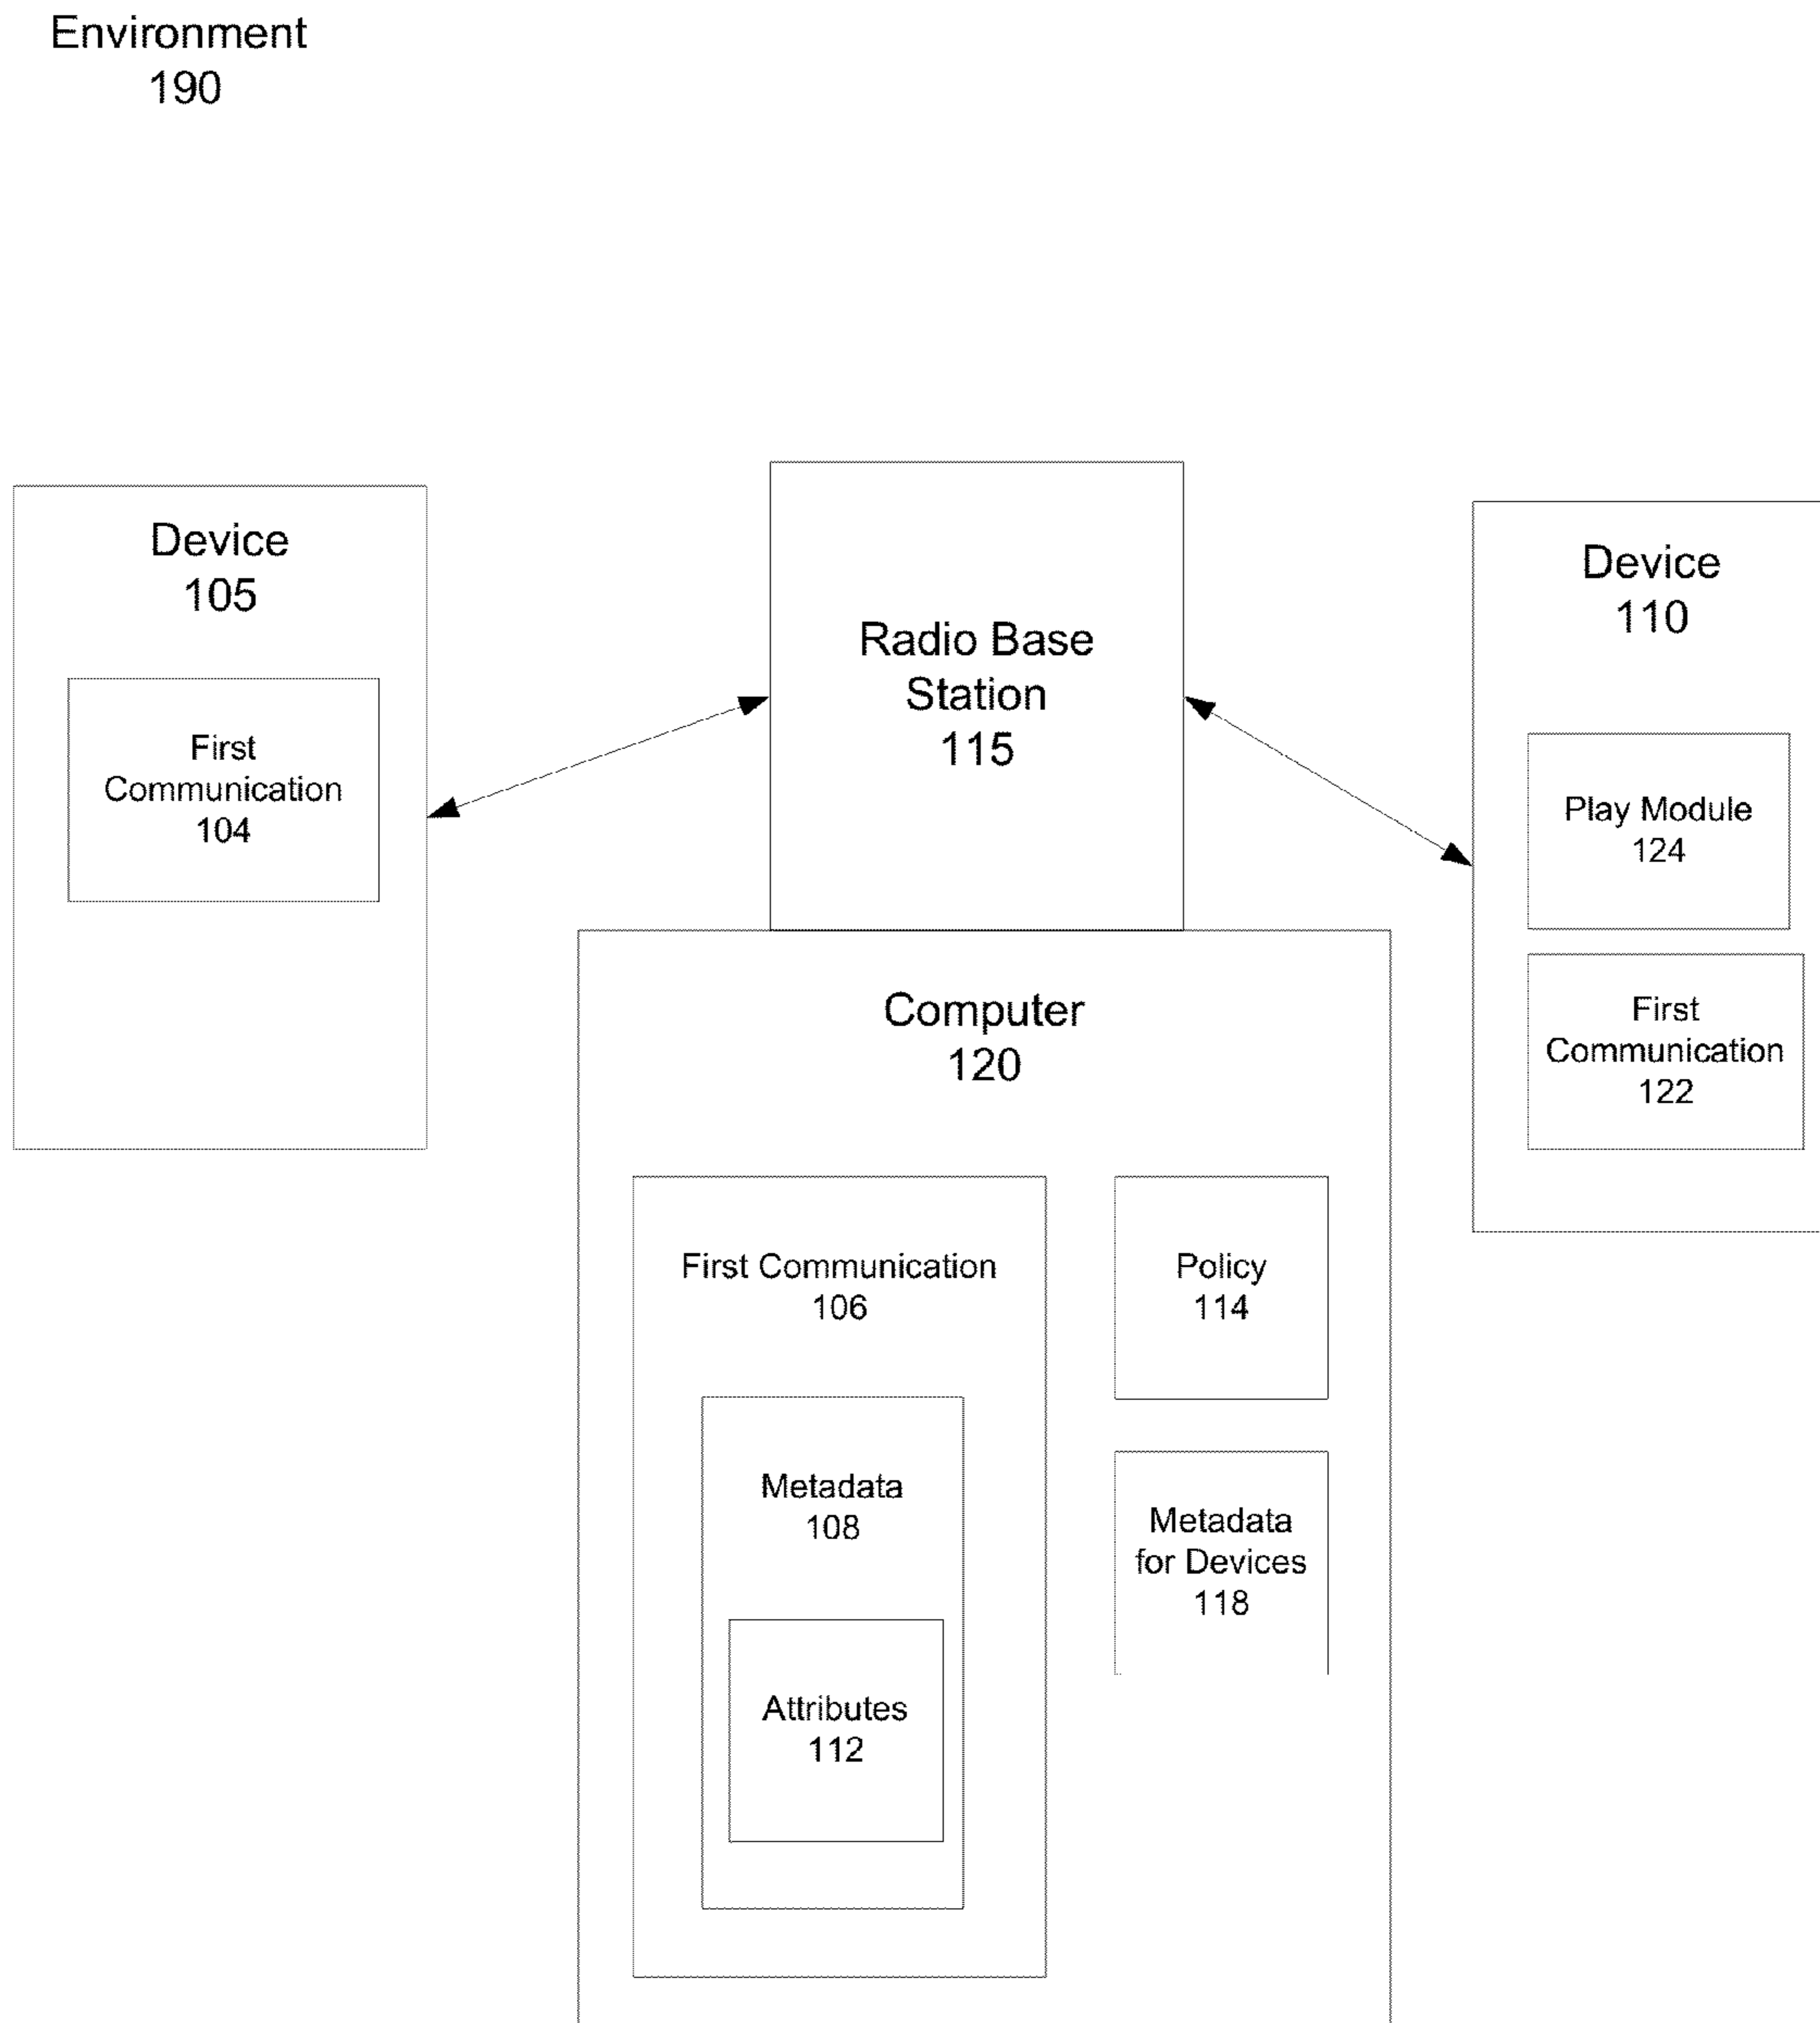 Environment
190
Device
105
First
Communication
104
Radio Base
Station
115
Device
110
Play Module
124
First
Communication
122
Computer
120
First Communication
106
Metadata
108
Attributes
112
Policy
114
Metadata
for Devices
118